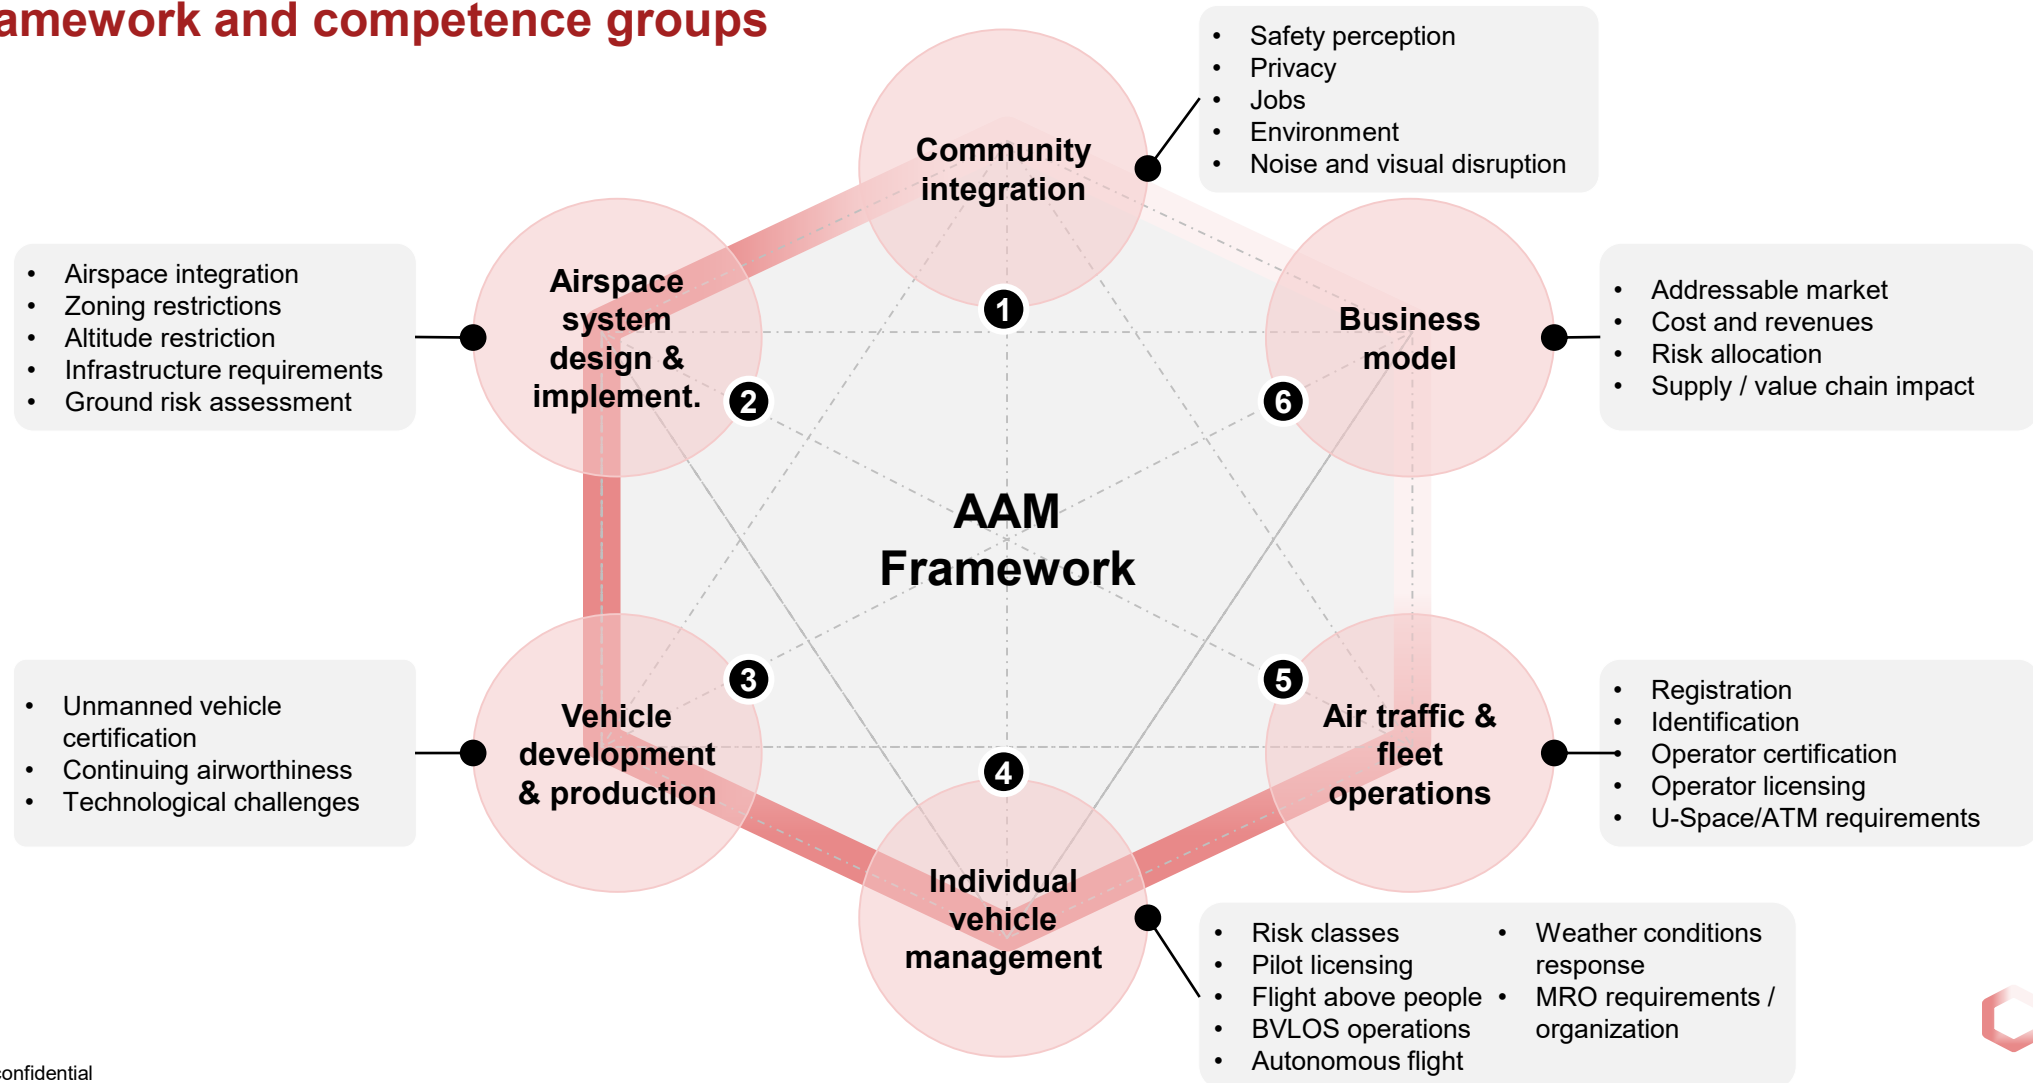 amework and competence groups
• Safety perception
• Privacy
• Jobs
• Environment
• Noise and visual disruption
Community
integration
1
• Airspace integration
• Zoning restrictions
• Altitude restriction
• Infrastructure requirements
• Ground risk assessment
Airspace
system
design &
implement.
2
Business
model
6
• Addressable market
• Cost and revenues
• Risk allocation
• Supply / value chain impact
AAM
Framework
• Unmanned vehicle
certification
• Continuing airworthiness
• Technological challenges
3
Vehicle
development
& production
4
Individual
vehicle
management
5
Air traffic &
fleet
operations
• Registration
• Identification
• Operator certification
• Operator licensing
• U-Space/ATM requirements
• Risk classes
• Pilot licensing
• Flight above people
• BVLOS operations
• Autonomous flight
• Weather conditions
response
• MRO requirements /
organization
confidential